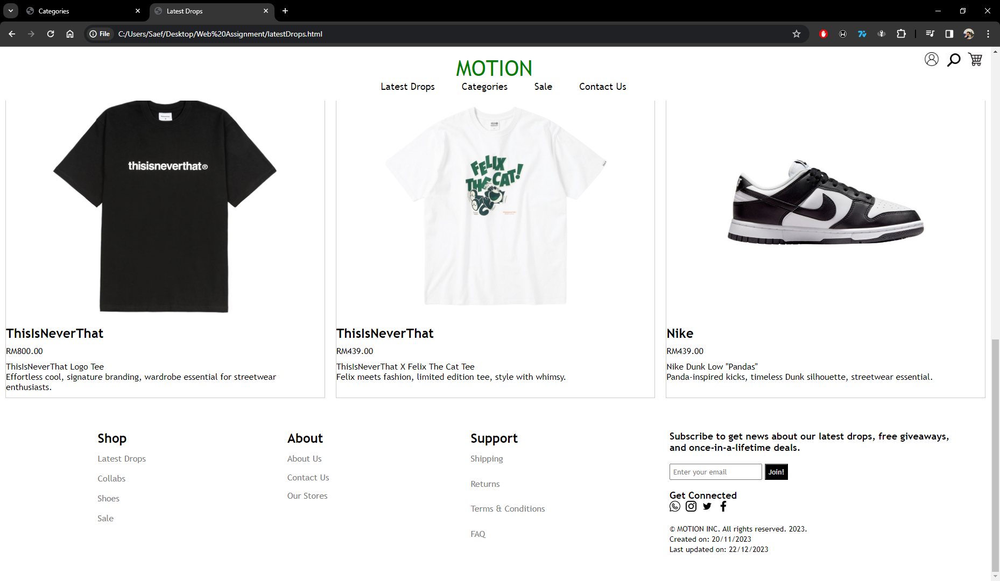 Categories
Latest Drops
File
C:/Users/Saef/Desktop/Web%20Assignment/latestDrops.html
MOTION
Latest Drops
Categories
Sale
Contact Us
thisisneverthat®
FELIX
THE CAT!
ThisIsNeverThat
RM800.00
ThisIsNeverThat Logo Tee
Effortless cool, signature branding, wardrobe essential for streetwear
enthusiasts.
ThisIsNeverThat
RM439.00
ThisIsNeverThat X Felix The Cat Tee
Felix meets fashion, limited edition tee, style with whimsy.
Nike
RM439.00
Nike Dunk Low "Pandas"
Panda-inspired kicks, timeless Dunk silhouette, streetwear essential.
Shop
Latest Drops
Collabs
Shoes
Sale
About
About Us
Contact Us
Our Stores
Support
Shipping
Returns
Terms & Conditions
FAQ
Subscribe to get news about our latest drops, free giveaways,
and once-in-a-lifetime deals.
Enter your email
Join!
Get Connected
© MOTION INC. All rights reserved. 2023.
Created on: 20/11/2023
Last updated on: 22/12/2023